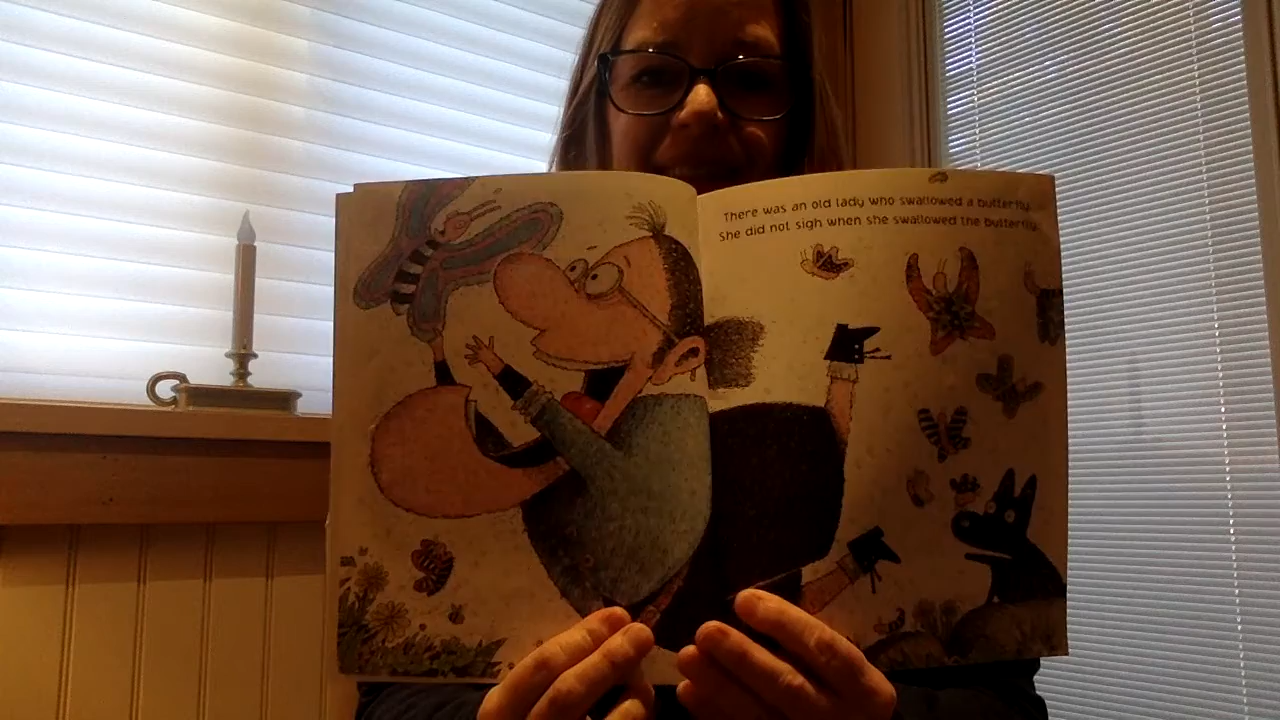 There was an old lady who swallowed a butterfly.
She did not sigh when she swallowed the butterfly.